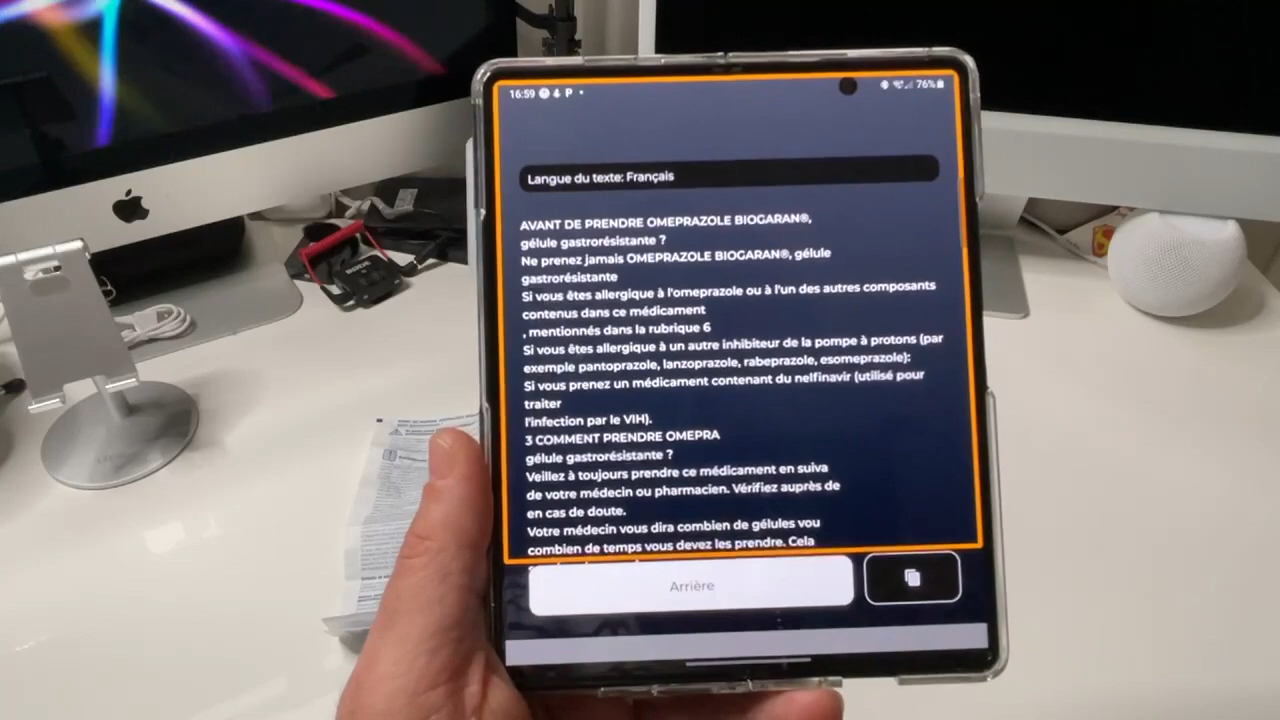 16:59
P
76%
Langue du texte: Français
AVANT DE PRENDRE OMEPRAZOLE BIOGARAN®,
gélule gastrorésistante ?
Ne prenez jamais OMEPRAZOLE BIOGARAN®, gélule
gastrorésistante
Si vous êtes allergique à l'omeprazole ou à l'un des autres composants
contenus dans ce médicament
, mentionnés dans la rubrique 6
Si vous êtes allergique à un autre inhibiteur de la pompe à protons (par
exemple pantoprazole, lanzoprazole, rabeprazole, esomeprazole):
Si vous prenez un médicament contenant du nelfinavir (utilisé pour
traiter
l'infection par le VIH).
3 COMMENT PRENDRE OMEPRA
gélule gastrorésistante ?
Veillez à toujours prendre ce médicament en suiva
de votre médecin ou pharmacien. Vérifiez auprès de
en cas de doute.
Votre médecin vous dira combien de gélules vou
combien de temps vous devez les prendre. Cela
Arrière